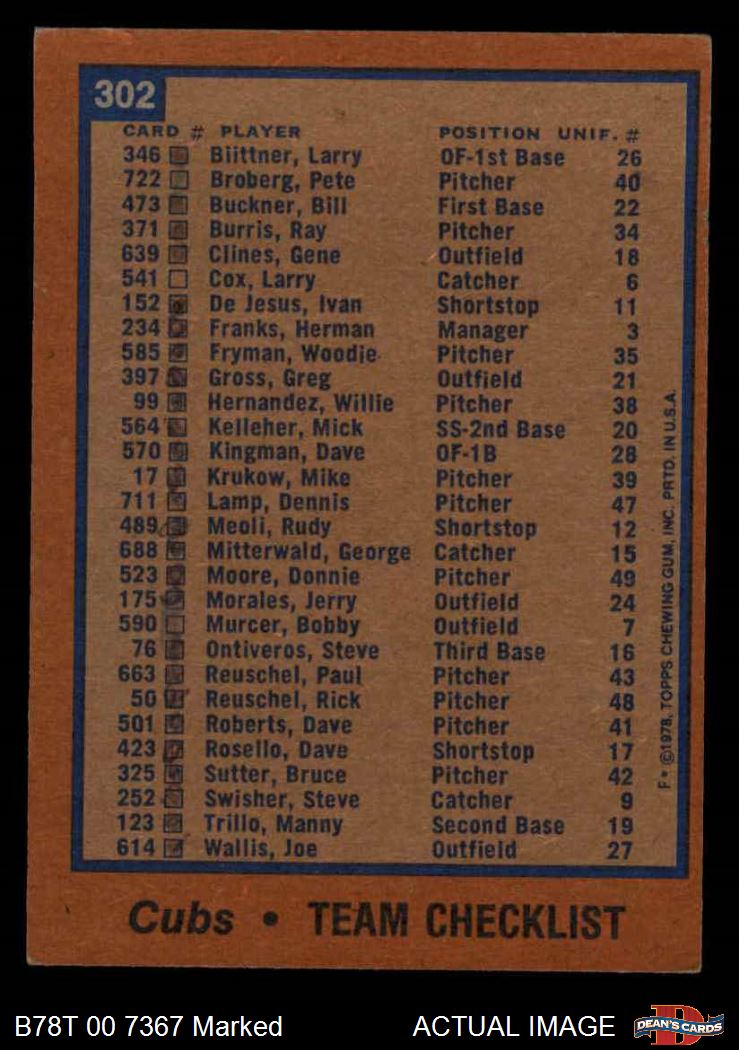 302
CARD # PLAYER POSITION UNIF. #
346 Biittner, Larry OF-1st Base 26
722 Broberg, Pete Pitcher 40
473 Buckner, Bill First Base 22
371 Burris, Ray Pitcher 34
639 Clines, Gene Outfield 18
541 Cox, Larry Catcher 6
152 De Jesus, Ivan Shortstop 11
234 Franks, Herman Manager 3
585 Fryman, Woodie Pitcher 35
397 Gross, Greg Outfield 21
99 Hernandez, Willie Pitcher 38
564 Kelleher, Mick SS-2nd Base 20
570 Kingman, Dave OF-1B 28
17 Krukow, Mike Pitcher 39
711 Lamp, Dennis Pitcher 47
489 Meoli, Rudy Shortstop 12
688 Mitterwald, George Catcher 15
523 Moore, Donnie Pitcher 49
175 Morales, Jerry Outfield 24
590 Murcer, Bobby Outfield 7
76 Ontiveros, Steve Third Base 16
663 Reuschel, Paul Pitcher 43
50 Reuschel, Rick Pitcher 48
501 Roberts, Dave Pitcher 41
423 Rosello, Dave Shortstop 17
325 Sutter, Bruce Pitcher 42
252 Swisher, Steve Catcher 9
123 Trillo, Manny Second Base 19
614 Wallis, Joe Outfield 27
F* ©1978, TOPPS CHEWING GUM, INC. PRTD. IN U.S.A.
Cubs • TEAM CHECKLIST
B78T 00 7367 Marked ACTUAL IMAGE
D
DEAN'S CARDS